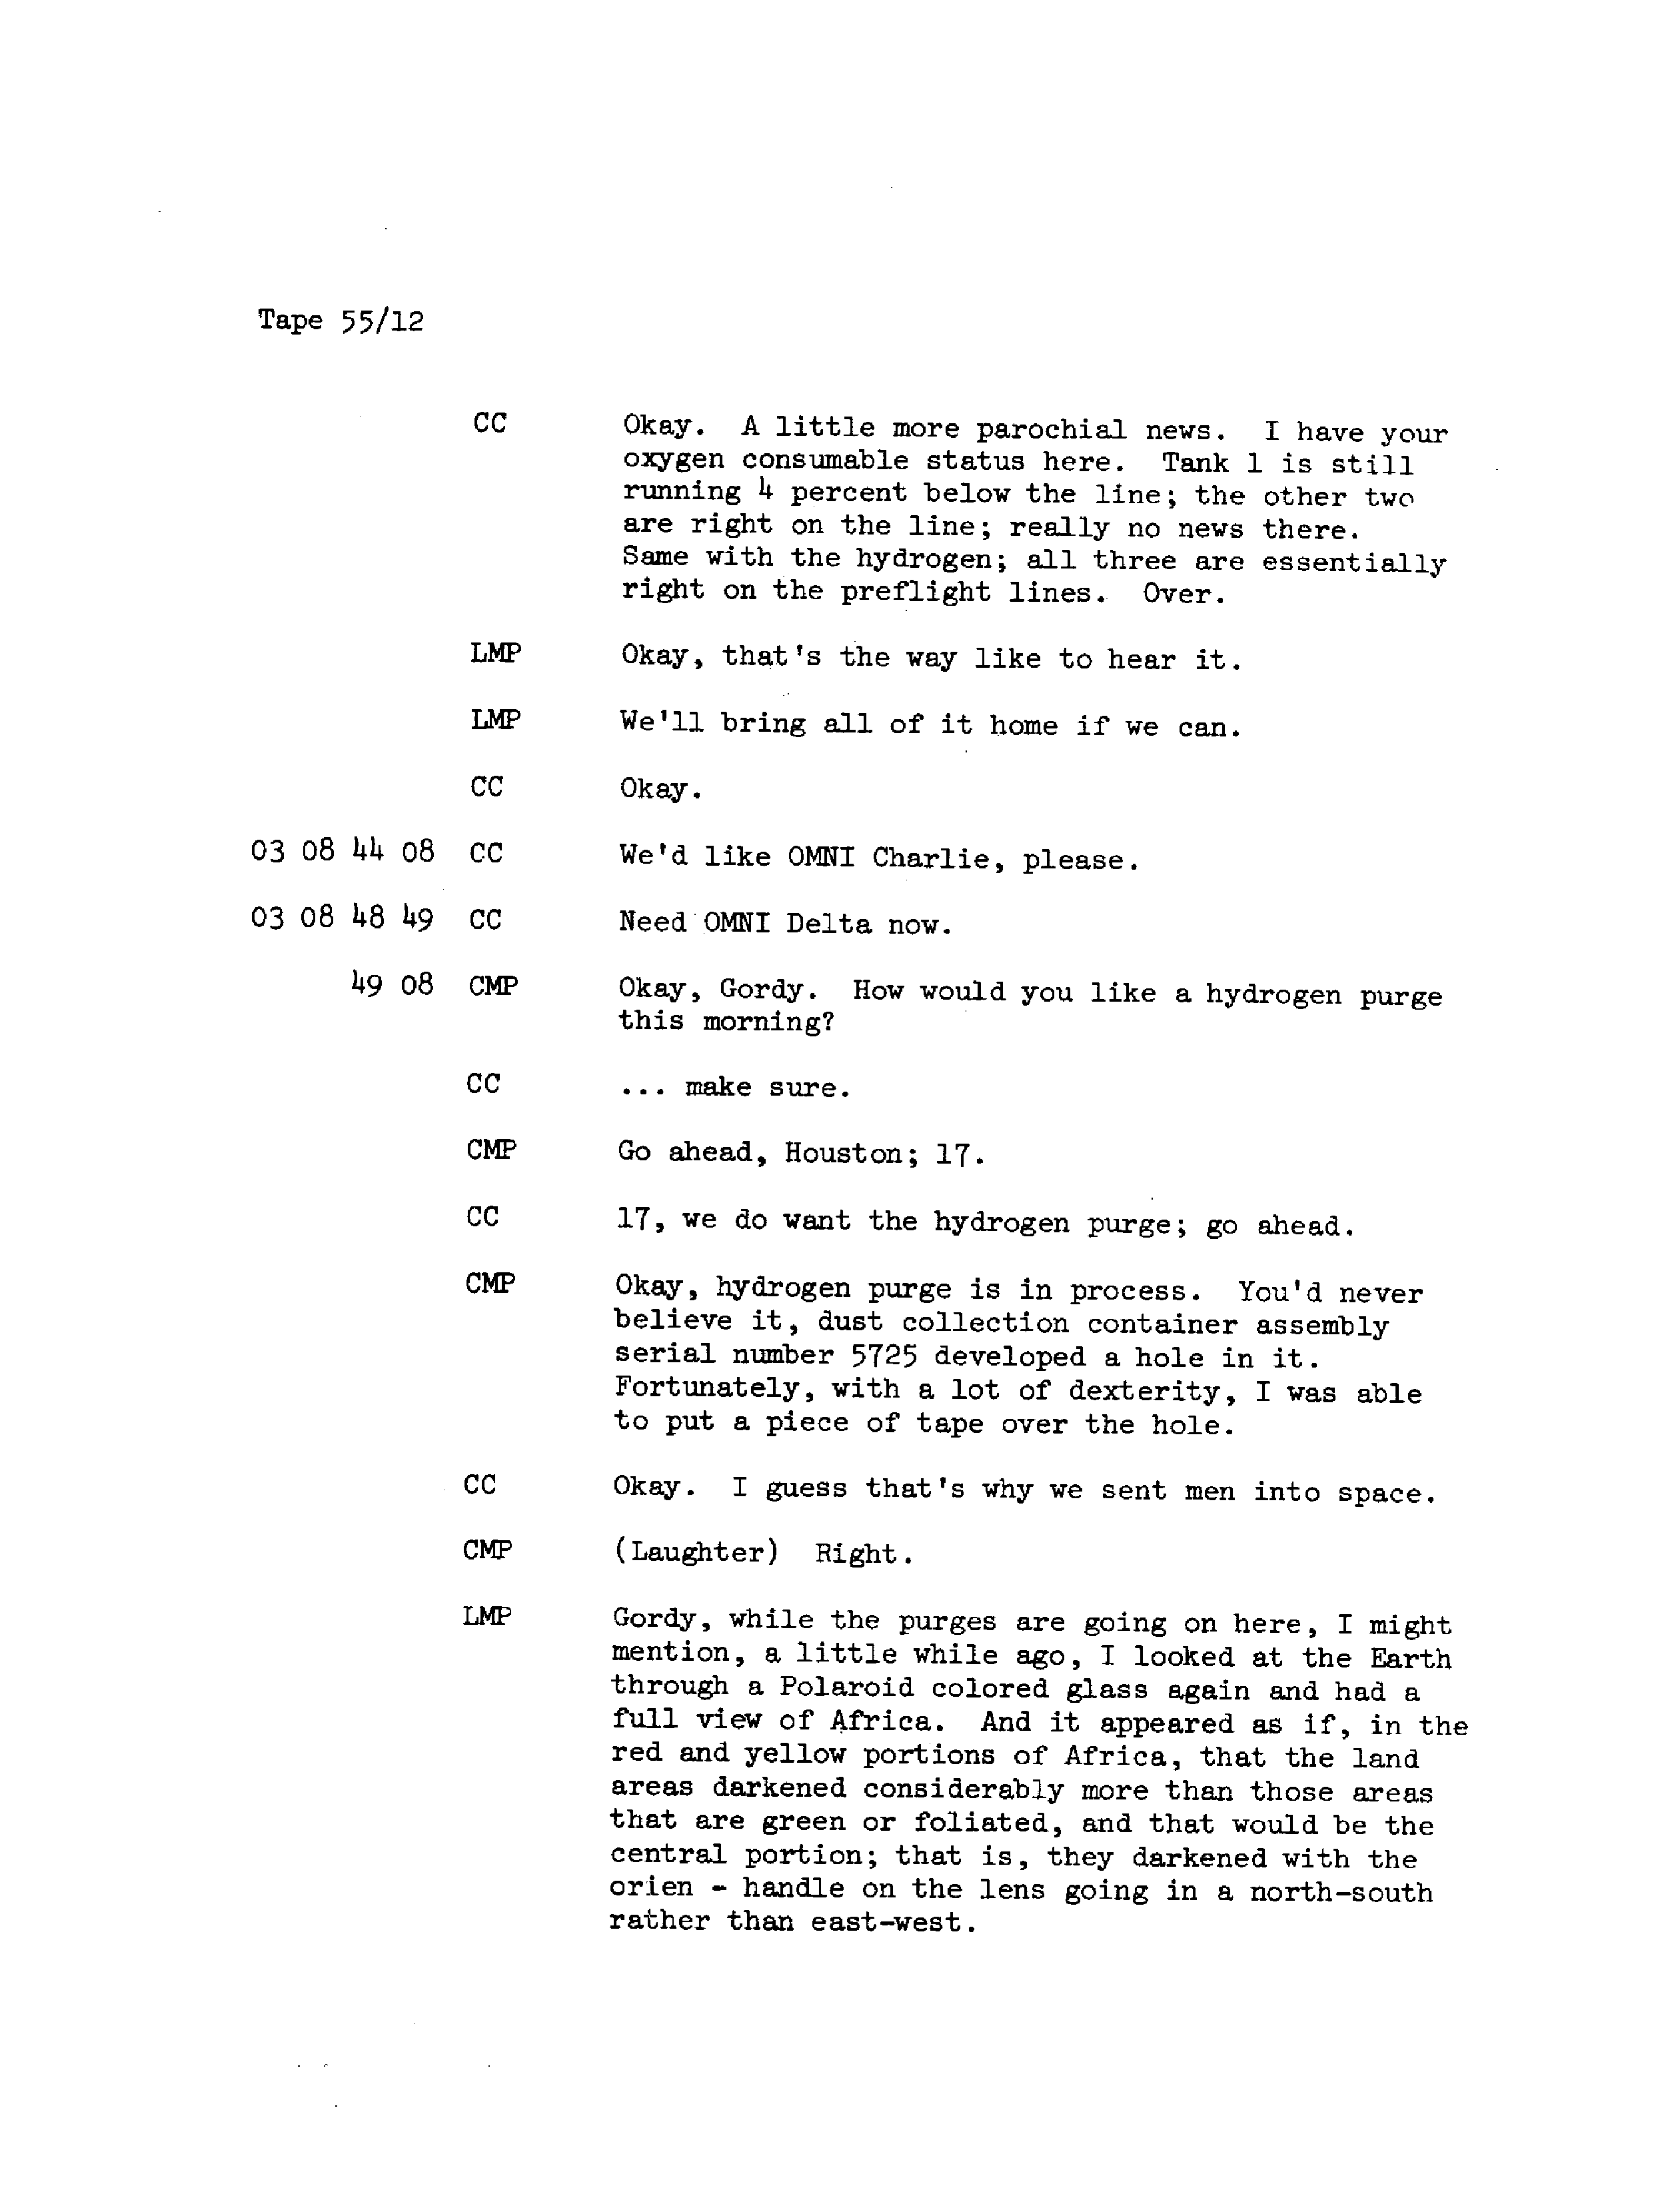 Tape 55/12
CC Okay. A little more parochial news. I have your
oxygen consumable status here. Tank 1 is still
running 4 percent below the line; the other two
are right on the line; really no news there.
Same with the hydrogen; all three are essentially
right on the preflight lines. Over.
LMP Okay, that's the way like to hear it.
LMP We'll bring all of it home if we can.
CC Okay.
03 08 44 08 CC We'd like OMNI Charlie, please.
03 08 48 49 CC Need OMNI Delta now.
49 08 CMP Okay, Gordy. How would you like a hydrogen purge
this morning?
CC ... make sure.
CMP Go ahead, Houston; 17.
CC 17, we do want the hydrogen purge; go ahead.
CMP Okay, hydrogen purge is in process. You'd never
believe it, dust collection container assembly
serial number 5725 developed a hole in it.
Fortunately, with a lot of dexterity, I was able
to put a piece of tape over the hole.
CC Okay. I guess that's why we sent men into space.
CMP (Laughter) Right.
LMP Gordy, while the purges are going on here, I might
mention, a little while ago, I looked at the Earth
through a Polaroid colored glass again and had a
full view of Africa. And it appeared as if, in the
red and yellow portions of Africa, that the land
areas darkened considerably more than those areas
that are green or foliated, and that would be the
central portion; that is, they darkened with the
orien - handle on the lens going in a north-south
rather than east-west.